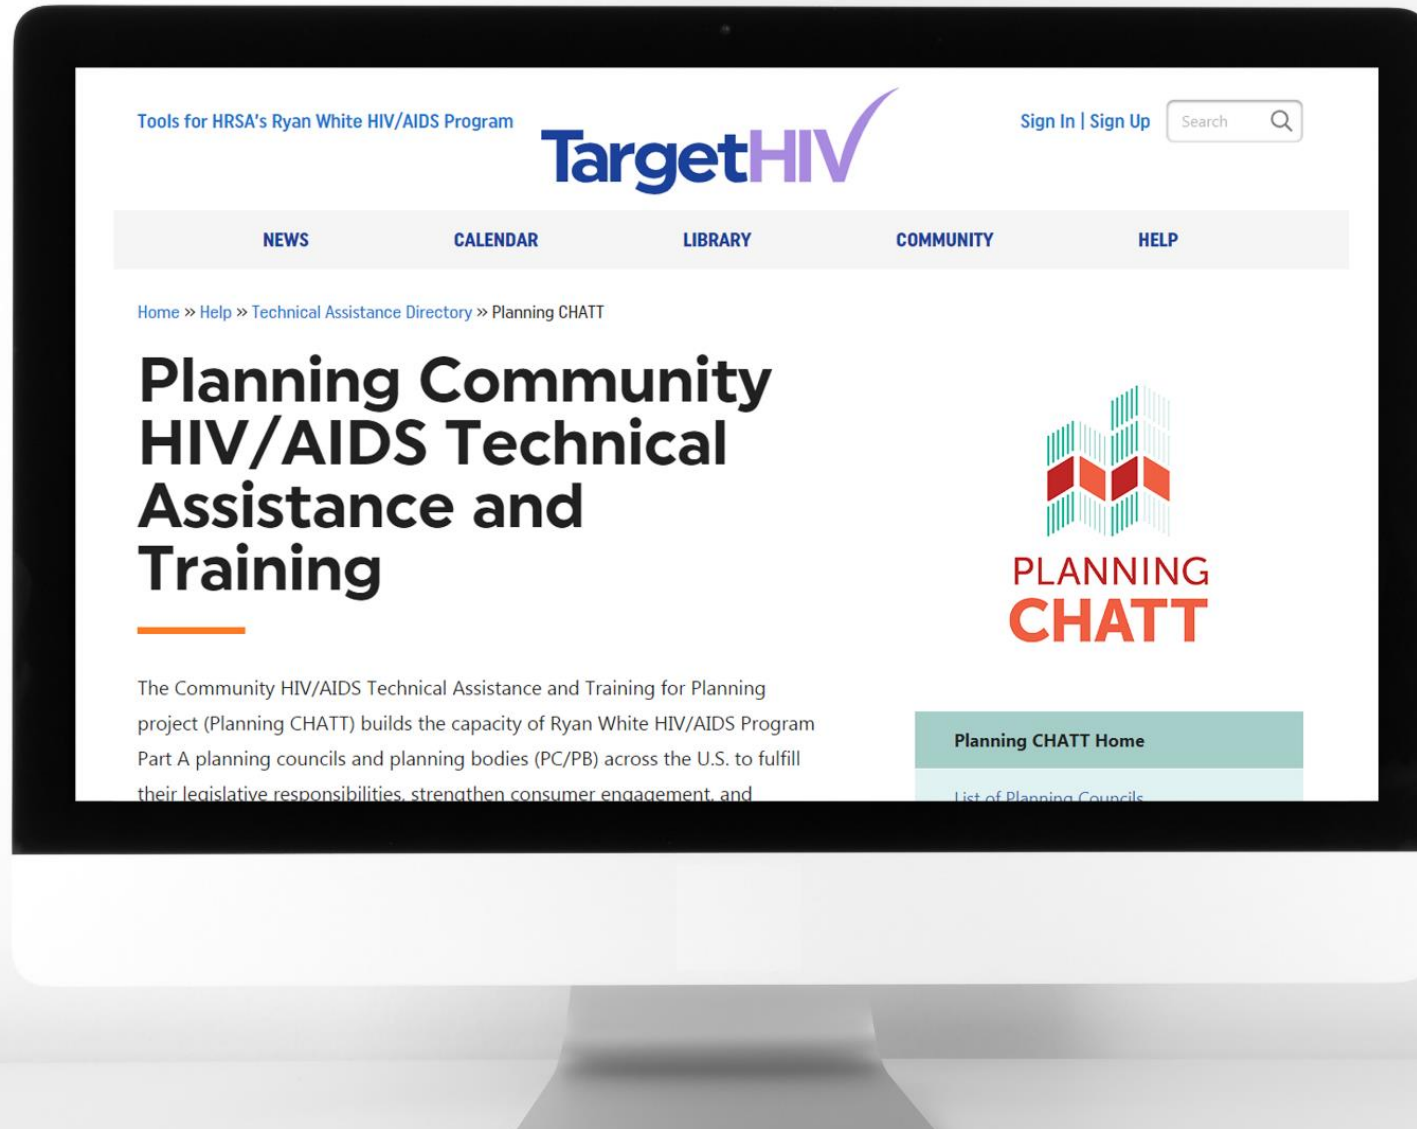 Tools for HRSA's Ryan White HIV/AIDS Program
TargetHIV
Sign In | Sign Up
Search
NEWS CALENDAR LIBRARY COMMUNITY HELP
Home » Help » Technical Assistance Directory » Planning CHATT
Planning Community
HIV/AIDS Technical
Assistance and
Training
The Community HIV/AIDS Technical Assistance and Training for Planning
project (Planning CHATT) builds the capacity of Ryan White HIV/AIDS Program
Part A planning councils and planning bodies (PC/PB) across the U.S. to fulfill
their legislative responsibilities, strengthen consumer engagement, and
PLANNING
CHATT
Planning CHATT Home
List of Planning Councils